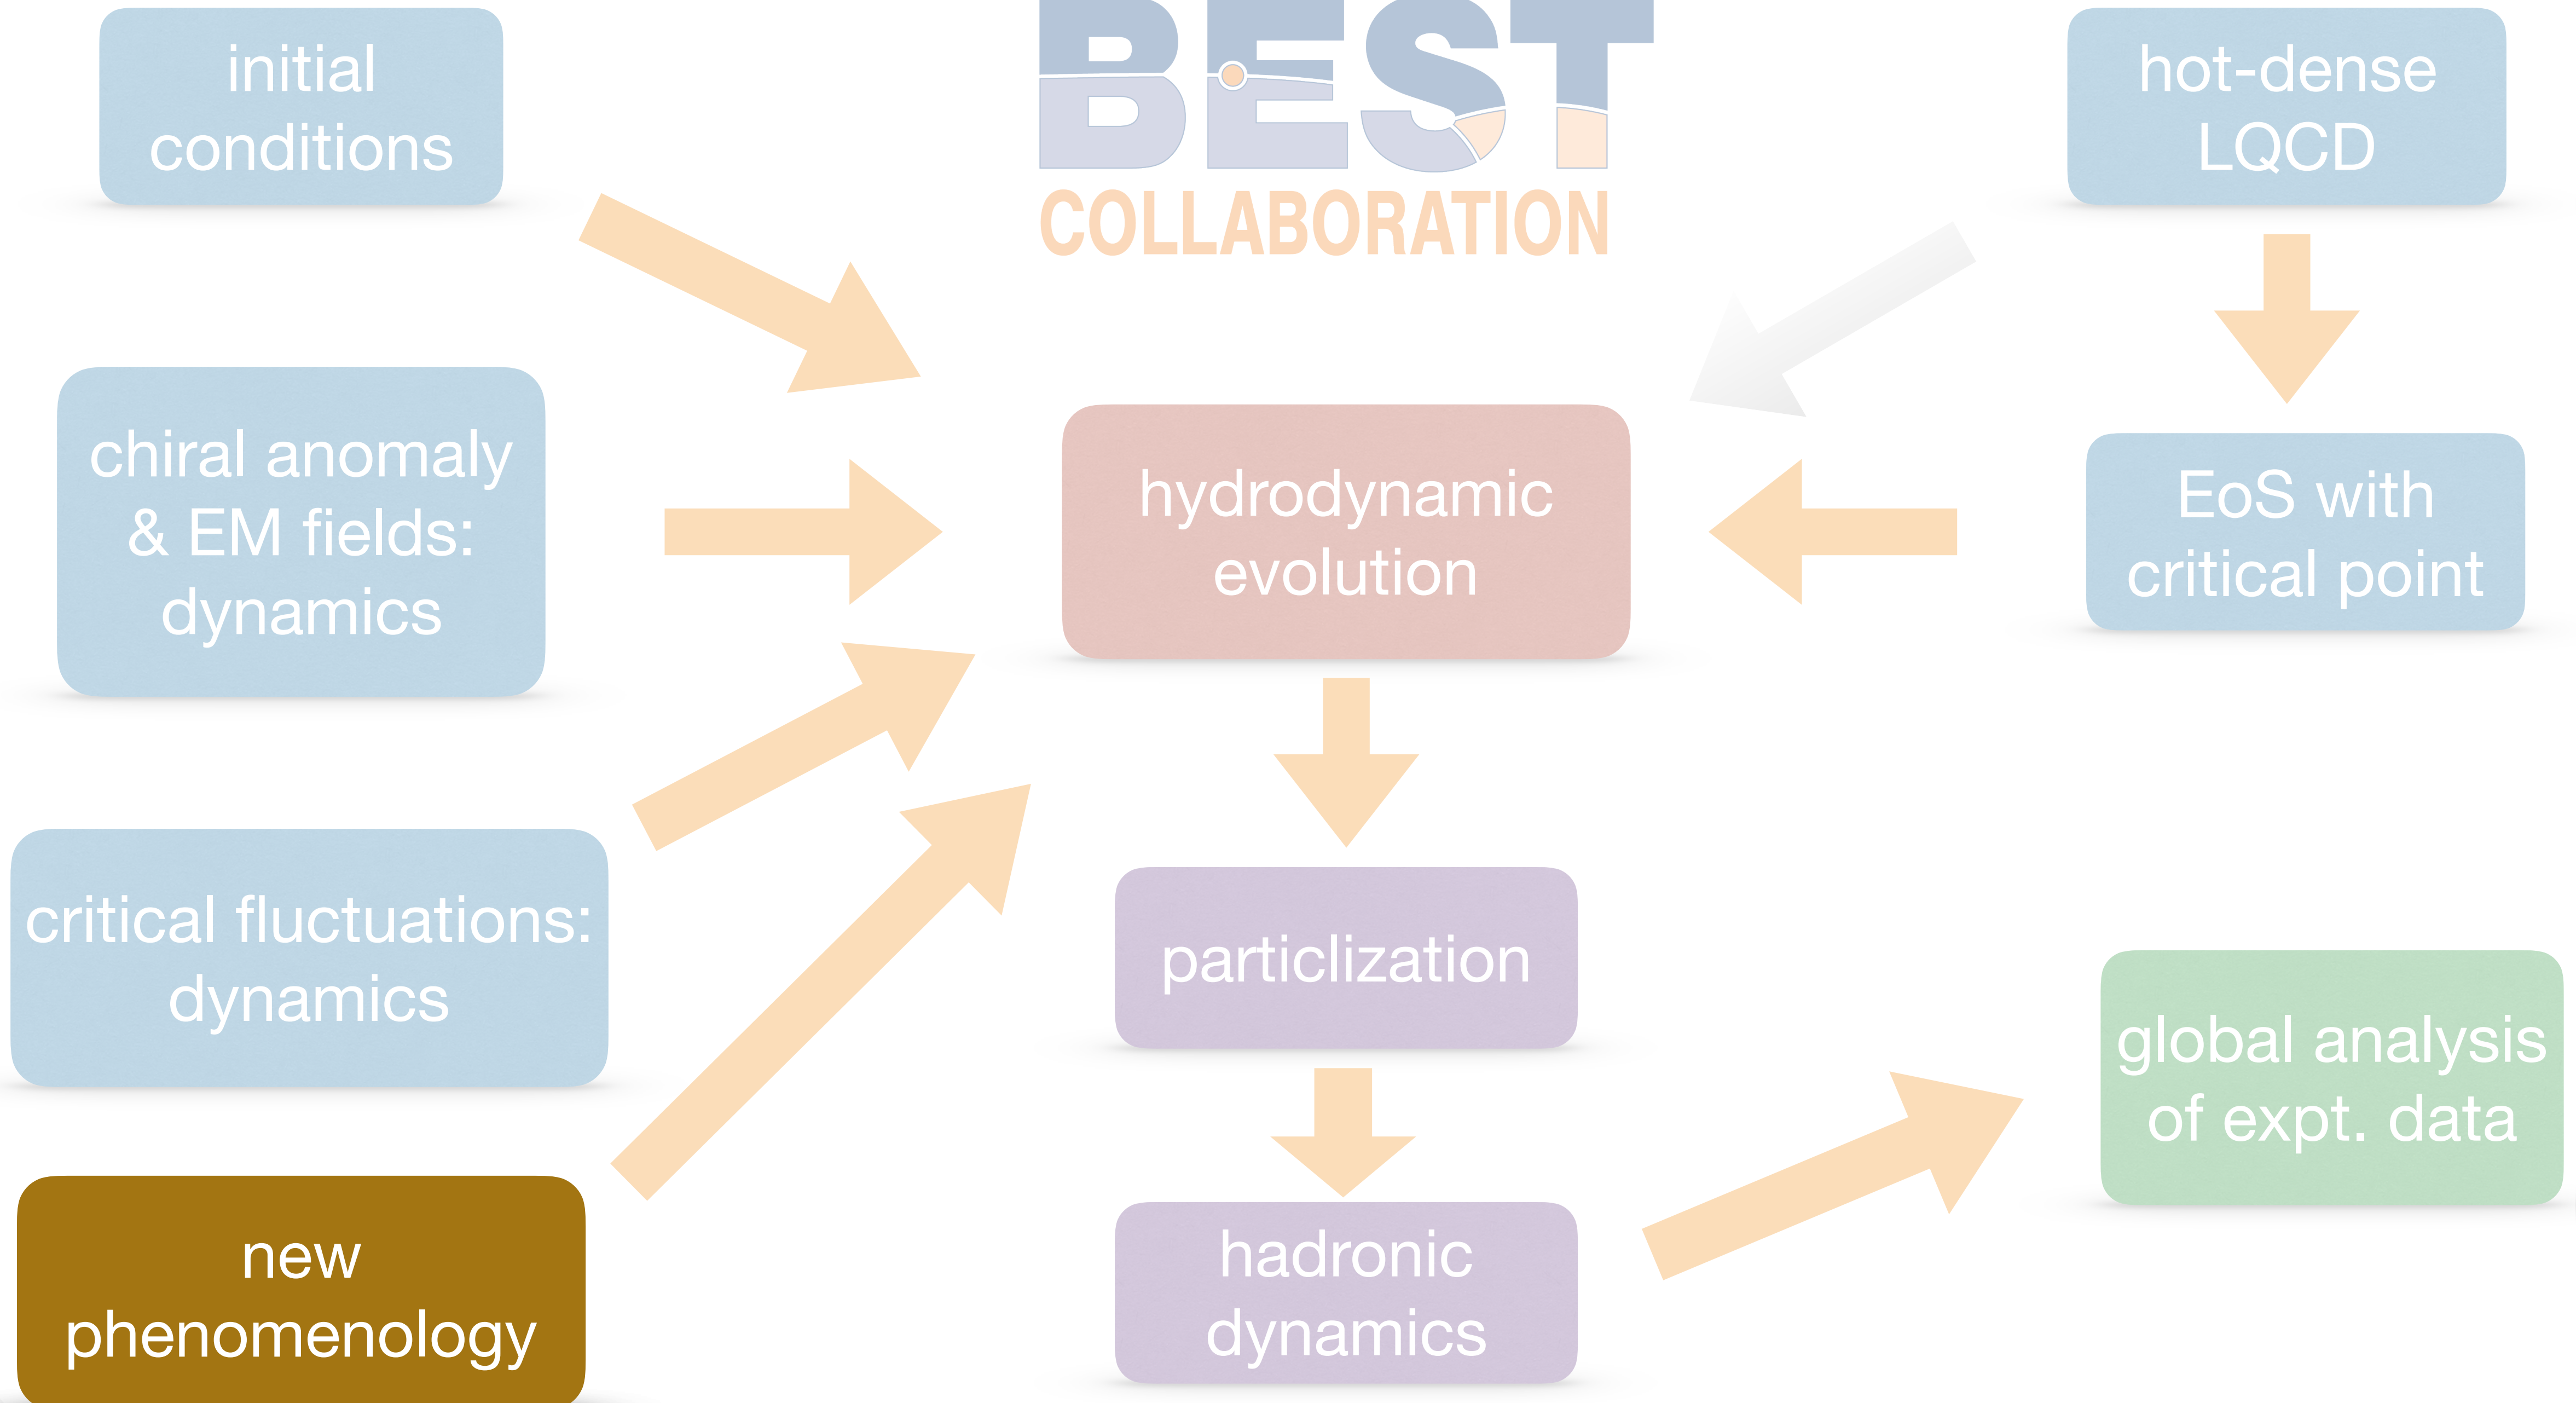 initial
conditions
BEST
COLLABORATION
hot-dense
LQCD
chiral anomaly
& EM fields:
dynamics
hydrodynamic
evolution
EoS with
critical point
critical fluctuations:
dynamics
particlization
global analysis
of expt. data
new
phenomenology
hadronic
dynamics